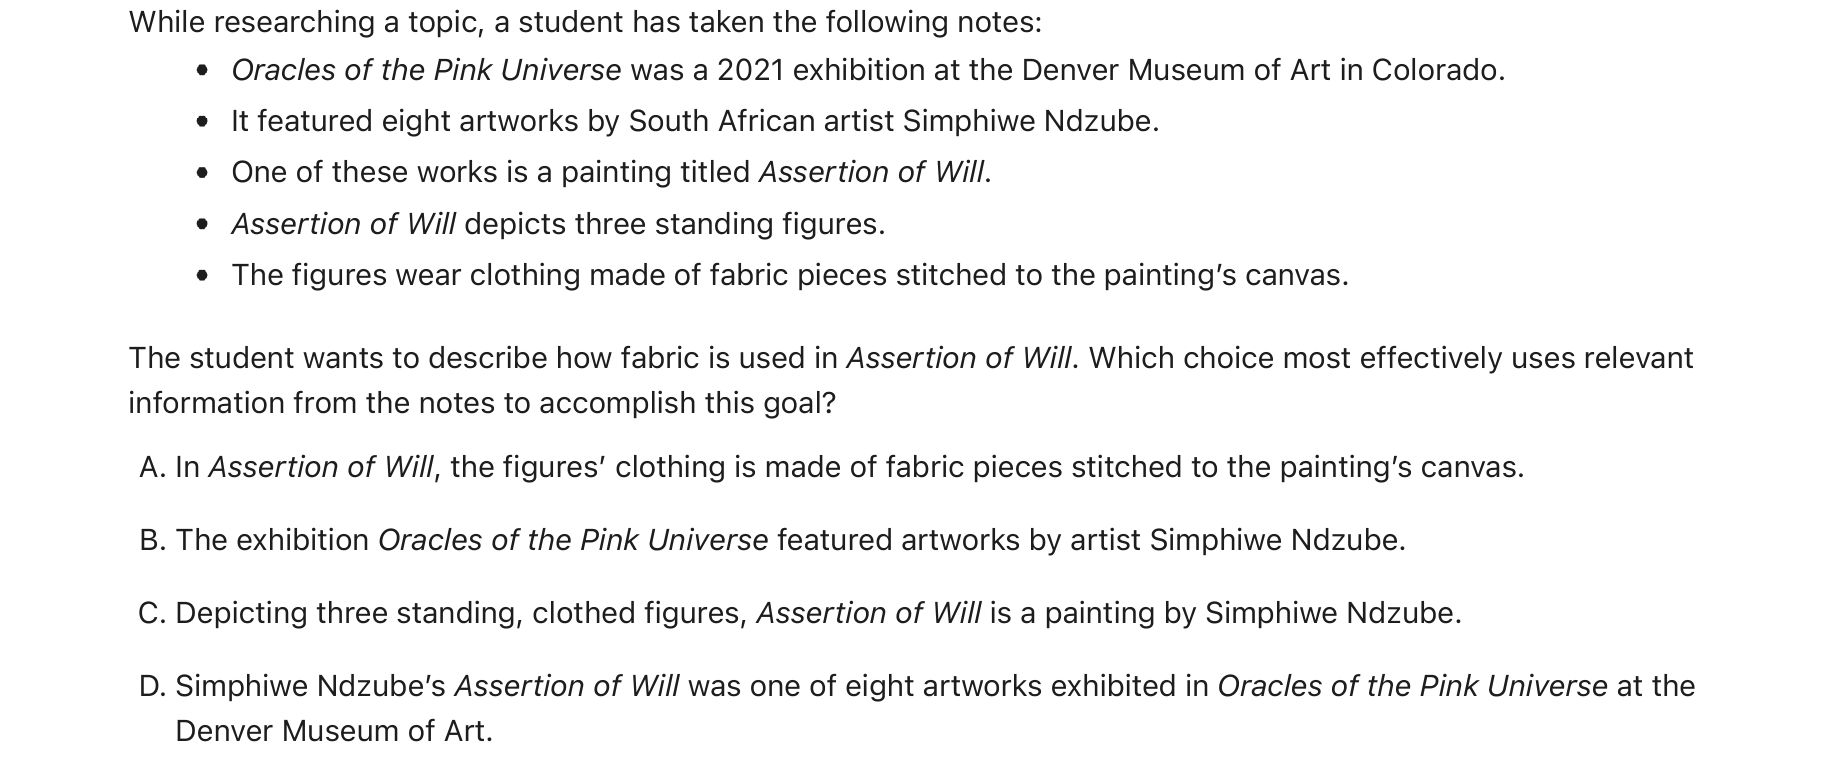 While researching a topic, a student has taken the following notes:
• Oracles of the Pink Universe was a 2021 exhibition at the Denver Museum of Art in Colorado.
• It featured eight artworks by South African artist Simphiwe Ndzube.
• One of these works is a painting titled Assertion of Will.
• Assertion of Will depicts three standing figures.
• The figures wear clothing made of fabric pieces stitched to the painting’s canvas.
The student wants to describe how fabric is used in Assertion of Will. Which choice most effectively uses relevant
information from the notes to accomplish this goal?
A. In Assertion of Will, the figures’ clothing is made of fabric pieces stitched to the painting’s canvas.
B. The exhibition Oracles of the Pink Universe featured artworks by artist Simphiwe Ndzube.
C. Depicting three standing, clothed figures, Assertion of Will is a painting by Simphiwe Ndzube.
D. Simphiwe Ndzube’s Assertion of Will was one of eight artworks exhibited in Oracles of the Pink Universe at the
Denver Museum of Art.